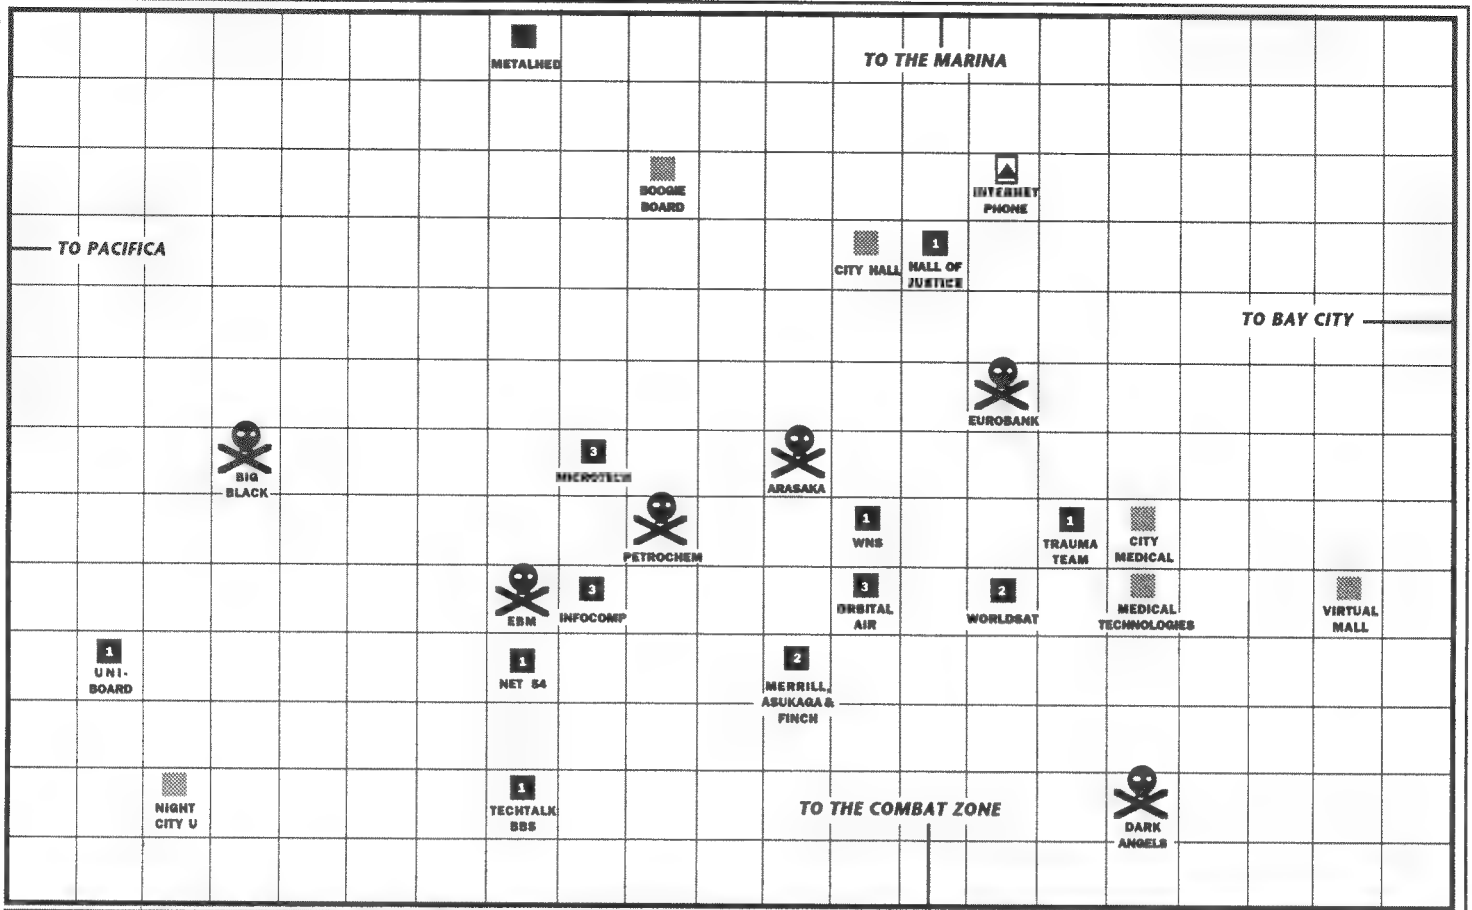 METALHED
TO THE MARINA
BOOGIE
BOARD
INTERNET
PHONE
TO PACIFICA
CITY HALL
1
HALL OF
JUSTICE
TO BAY CITY
EUROBANK
BIG
BLACK
3
MICROTECH
ARASAKA
PETROCHEM
1
WNS
1
TRAUMA
TEAM
CITY
MEDICAL
EBM
3
INFOCOMP
3
ORBITAL
AIR
2
WORLDSAT
MEDICAL
TECHNOLOGIES
VIRTUAL
MALL
1
UNI-
BOARD
1
NET 54
2
MERRILL,
ASUKAGA &
FINCH
NIGHT
CITY U
1
TECHTALK
BBS
TO THE COMBAT ZONE
DARK
ANGELS